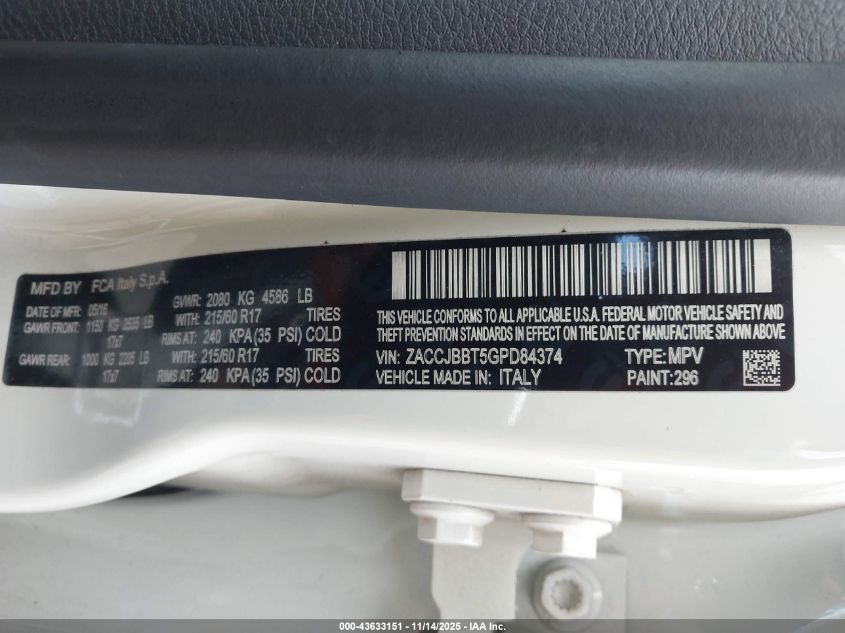 MFD BY FCA Italy S.p.A.
DATE OF MFR: 05/16 GVWR: 2080 KG 4586 LB
GAWR FRONT: 1150 KG 2535 LB WITH: 215/60 R17 TIRES
17x7 RIMS AT: 240 KPA (35 PSI) COLD
GAWR REAR: 1000 KG 2205 LB WITH: 215/60 R17 TIRES
17x7 RIMS AT: 240 KPA (35 PSI) COLD
THIS VEHICLE CONFORMS TO ALL APPLICABLE U.S.A. FEDERAL MOTOR VEHICLE SAFETY AND
THEFT PREVENTION STANDARDS IN EFFECT ON THE DATE OF MANUFACTURE SHOWN ABOVE
VIN: ZACCJBBT5GPD84374 TYPE: MPV
VEHICLE MADE IN: ITALY PAINT: 296
000-43633151 - 11/14/2025 - IAA Inc.